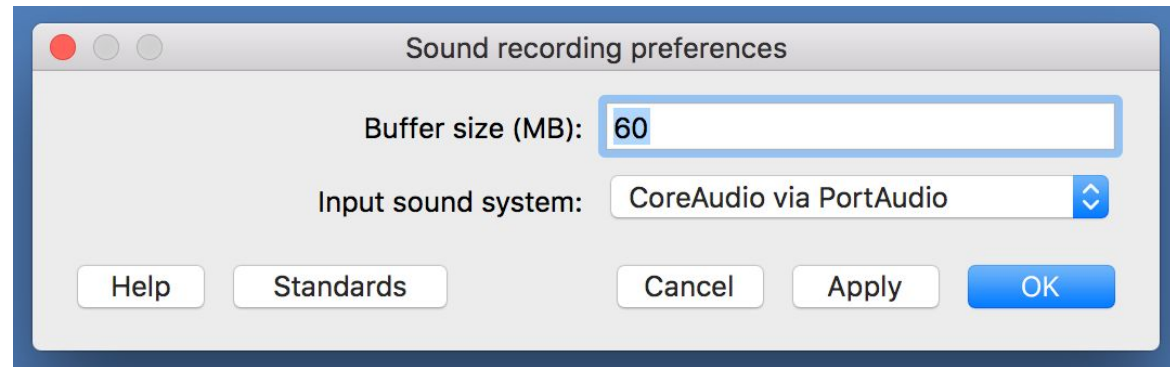 Sound recording preferences
Buffer size (MB): 60
Input sound system: CoreAudio via PortAudio
Help Standards Cancel Apply OK